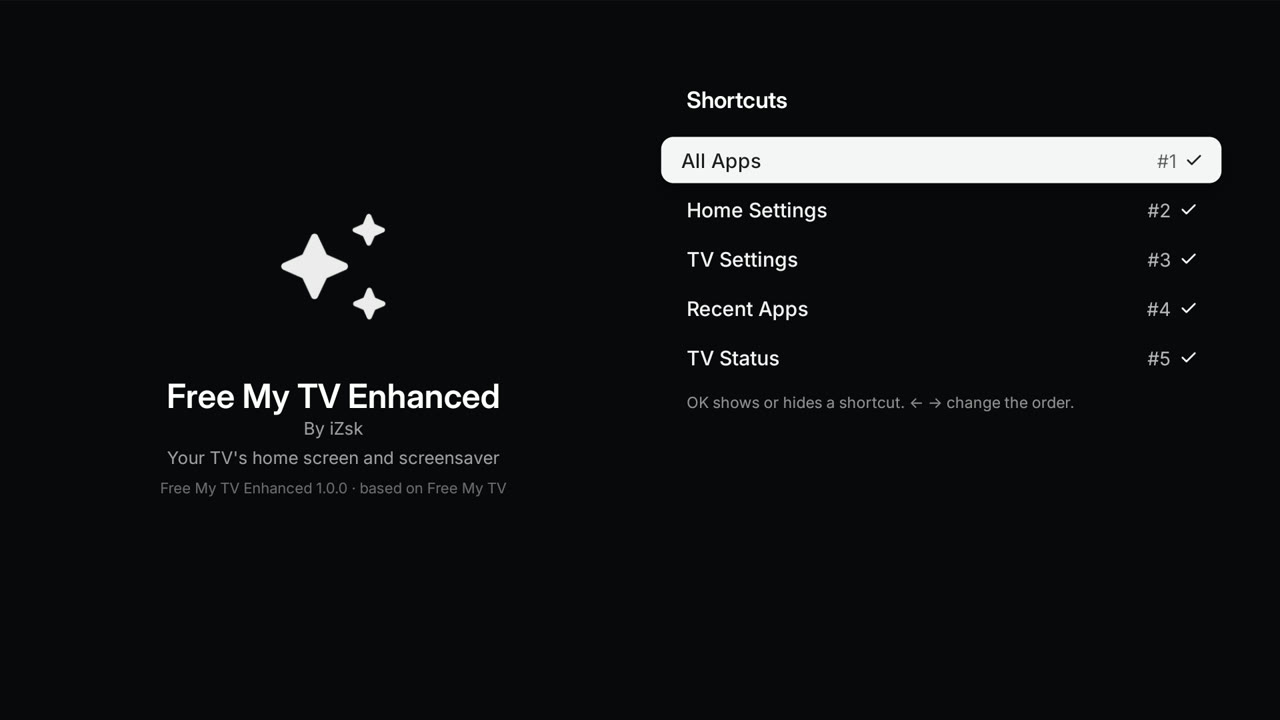 Shortcuts
All Apps #1 ✓
Home Settings #2 ✓
TV Settings #3 ✓
Recent Apps #4 ✓
TV Status #5 ✓
OK shows or hides a shortcut. ← → change the order.
Free My TV Enhanced
By iZsk
Your TV's home screen and screensaver
Free My TV Enhanced 1.0.0 · based on Free My TV